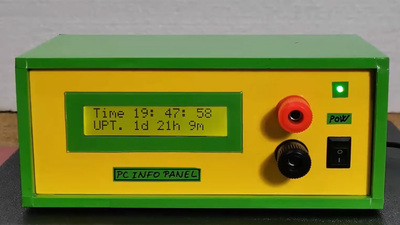 Time 19: 47: 58
UPT. 1d 21h 9m
POW
PC INFO PANEL